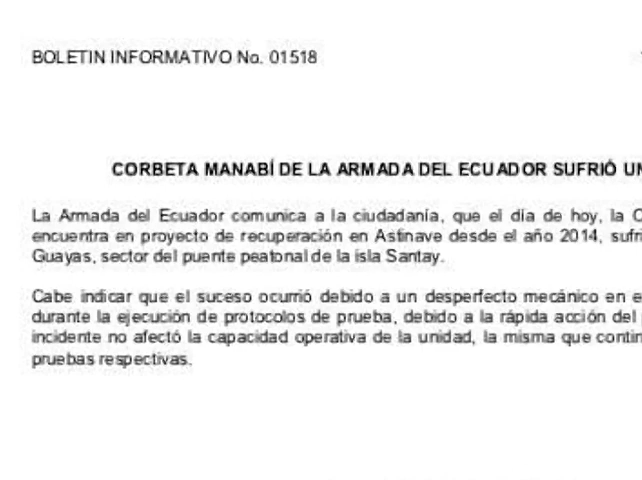 BOLETIN INFORMATIVO No. 01518
CORBETA MANABÍ DE LA ARMADA DEL ECUADOR SUFRIÓ
La Armada del Ecuador comunica a la ciudadanía, que el día de hoy, la
encuentra en proyecto de recuperación en Astinave desde el año 2014,
Guayas, sector del puente peatonal de la isla Santay.
Cabe indicar que el suceso ocurrió debido a un desperfecto mecánico en
durante la ejecución de protocolos de prueba, debido a la rápida acción del
incidente no afectó la capacidad operativa de la unidad, la misma que
pruebas respectivas.